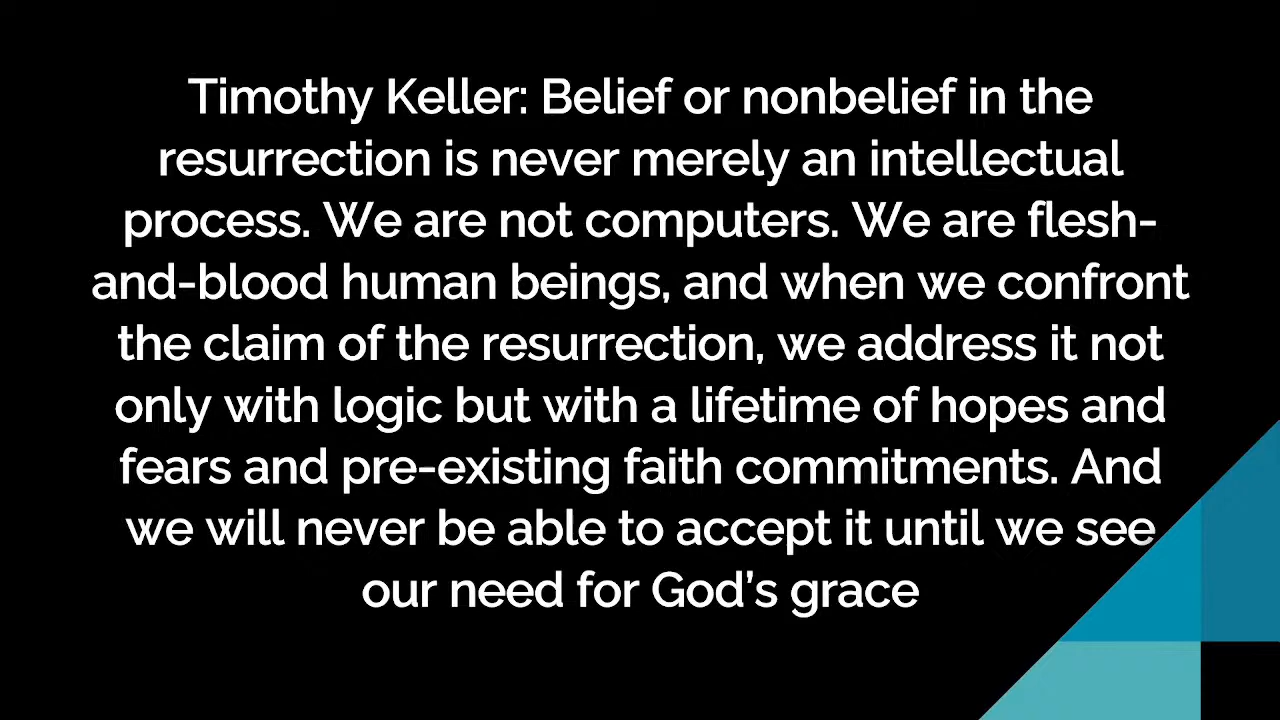 Timothy Keller: Belief or nonbelief in the
resurrection is never merely an intellectual
process. We are not computers. We are flesh-
and-blood human beings, and when we confront
the claim of the resurrection, we address it not
only with logic but with a lifetime of hopes and
fears and pre-existing faith commitments. And
we will never be able to accept it until we see
our need for God’s grace